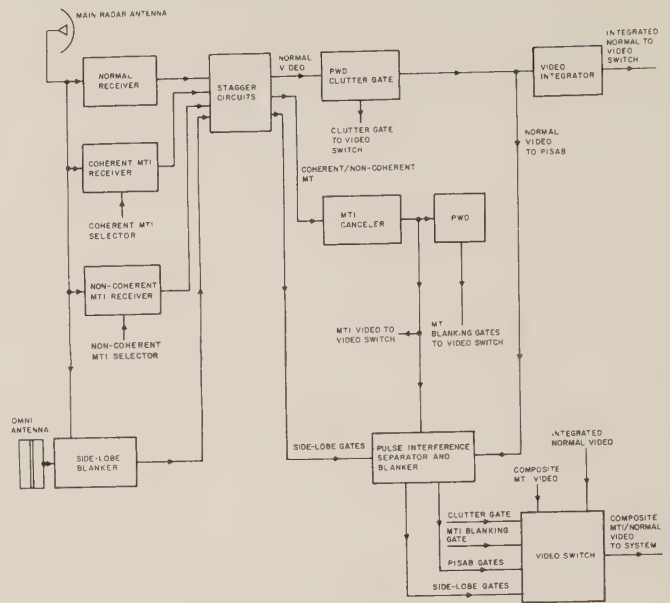 MAIN RADAR ANTENNA
NORMAL
RECEIVER
STAGGER
CIRCUITS
NORMAL
VIDEO
PWD
CLUTTER GATE
VIDEO
INTEGRATOR
INTEGRATED
NORMAL TO
VIDEO
SWITCH
CLUTTER GATE
TO VIDEO
SWITCH
NORMAL
VIDEO
TO PISAB
COHERENT MTI
RECEIVER
COHERENT MTI
SELECTOR
COHERENT/NON-COHERENT
MT
MTI
CANCELER
PWD
NON-COHERENT
MTI RECEIVER
NON-COHERENT
MTI SELECTOR
MTI VIDEO TO
VIDEO SWITCH
MT
BLANKING GATES
TO VIDEO SWITCH
OMNI
ANTENNA
SIDE-LOBE
BLANKER
SIDE-LOBE GATES
PULSE INTERFERENCE
SEPARATOR AND
BLANKER
INTEGRATED
NORMAL VIDEO
COMPOSITE
MT VIDEO
CLUTTER GATE
MTI BLANKING
GATE
PISAB GATES
SIDE-LOBE GATES
VIDEO SWITCH
COMPOSITE
MTI/NORMAL
VIDEO
TO SYSTEM